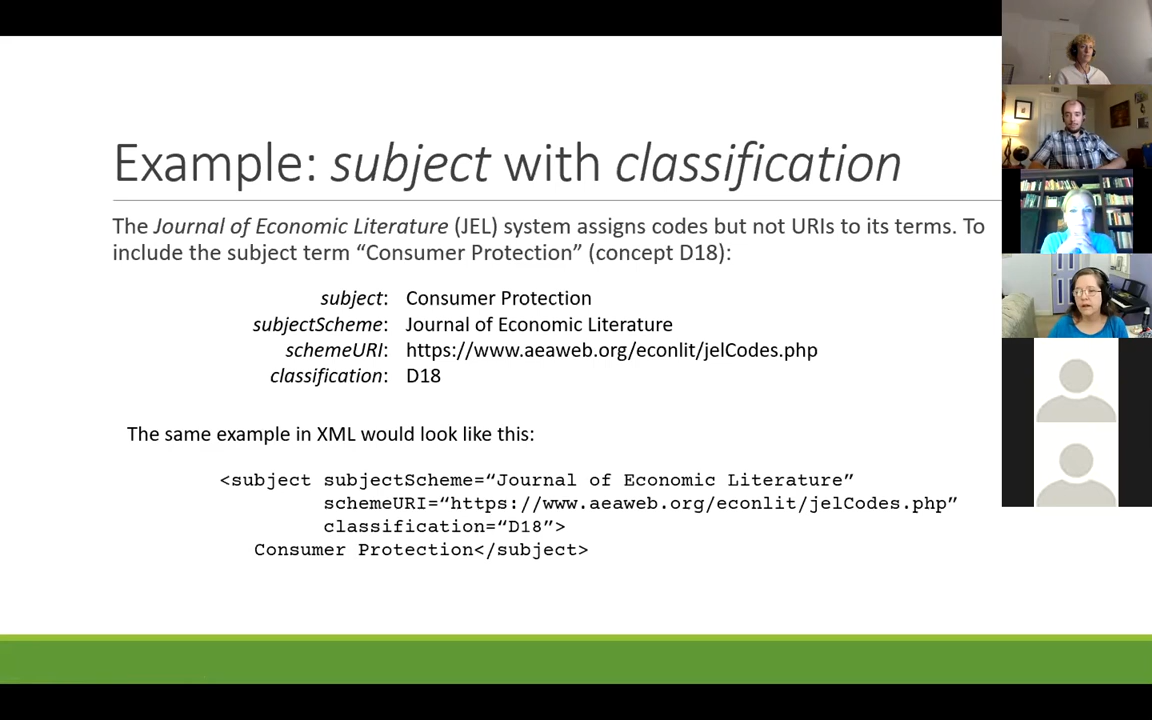 Example: subject with classification
The Journal of Economic Literature (JEL) system assigns codes but not URIs to its terms. To
include the subject term “Consumer Protection” (concept D18):
subject: Consumer Protection
subjectScheme: Journal of Economic Literature
schemeURI: https://www.aeaweb.org/econlit/jelCodes.php
classification: D18
The same example in XML would look like this:
<subject subjectScheme=“Journal of Economic Literature”
schemeURI=“https://www.aeaweb.org/econlit/jelCodes.php”
classification=“D18”>
Consumer Protection</subject>